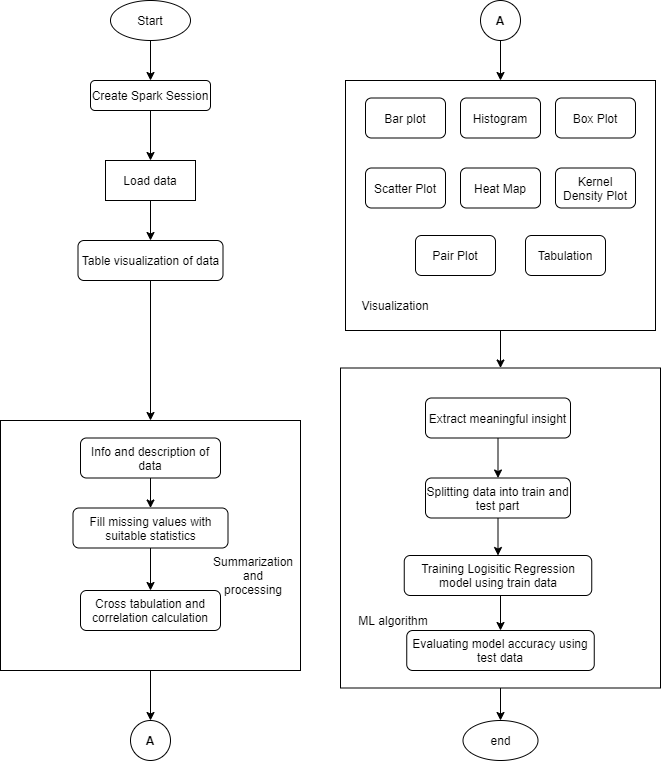 Start
Create Spark Session
Load data
Table visualization of data
Info and description of
data
Fill missing values with
suitable statistics
Summarization
and
processing
Cross tabulation and
correlation calculation
A
A
Bar plot
Histogram
Box Plot
Scatter Plot
Heat Map
Kernel
Density Plot
Pair Plot
Tabulation
Visualization
Extract meaningful insight
Splitting data into train and
test part
Training Logisitic Regression
model using train data
ML algorithm
Evaluating model accuracy using
test data
end